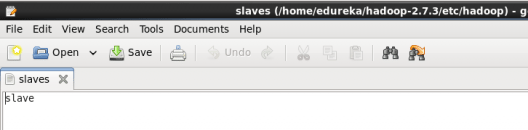 slaves (/home/edureka/hadoop-2.7.3/etc/hadoop) - g
File Edit View Search Tools Documents Help
Open Save Undo
slaves
slave